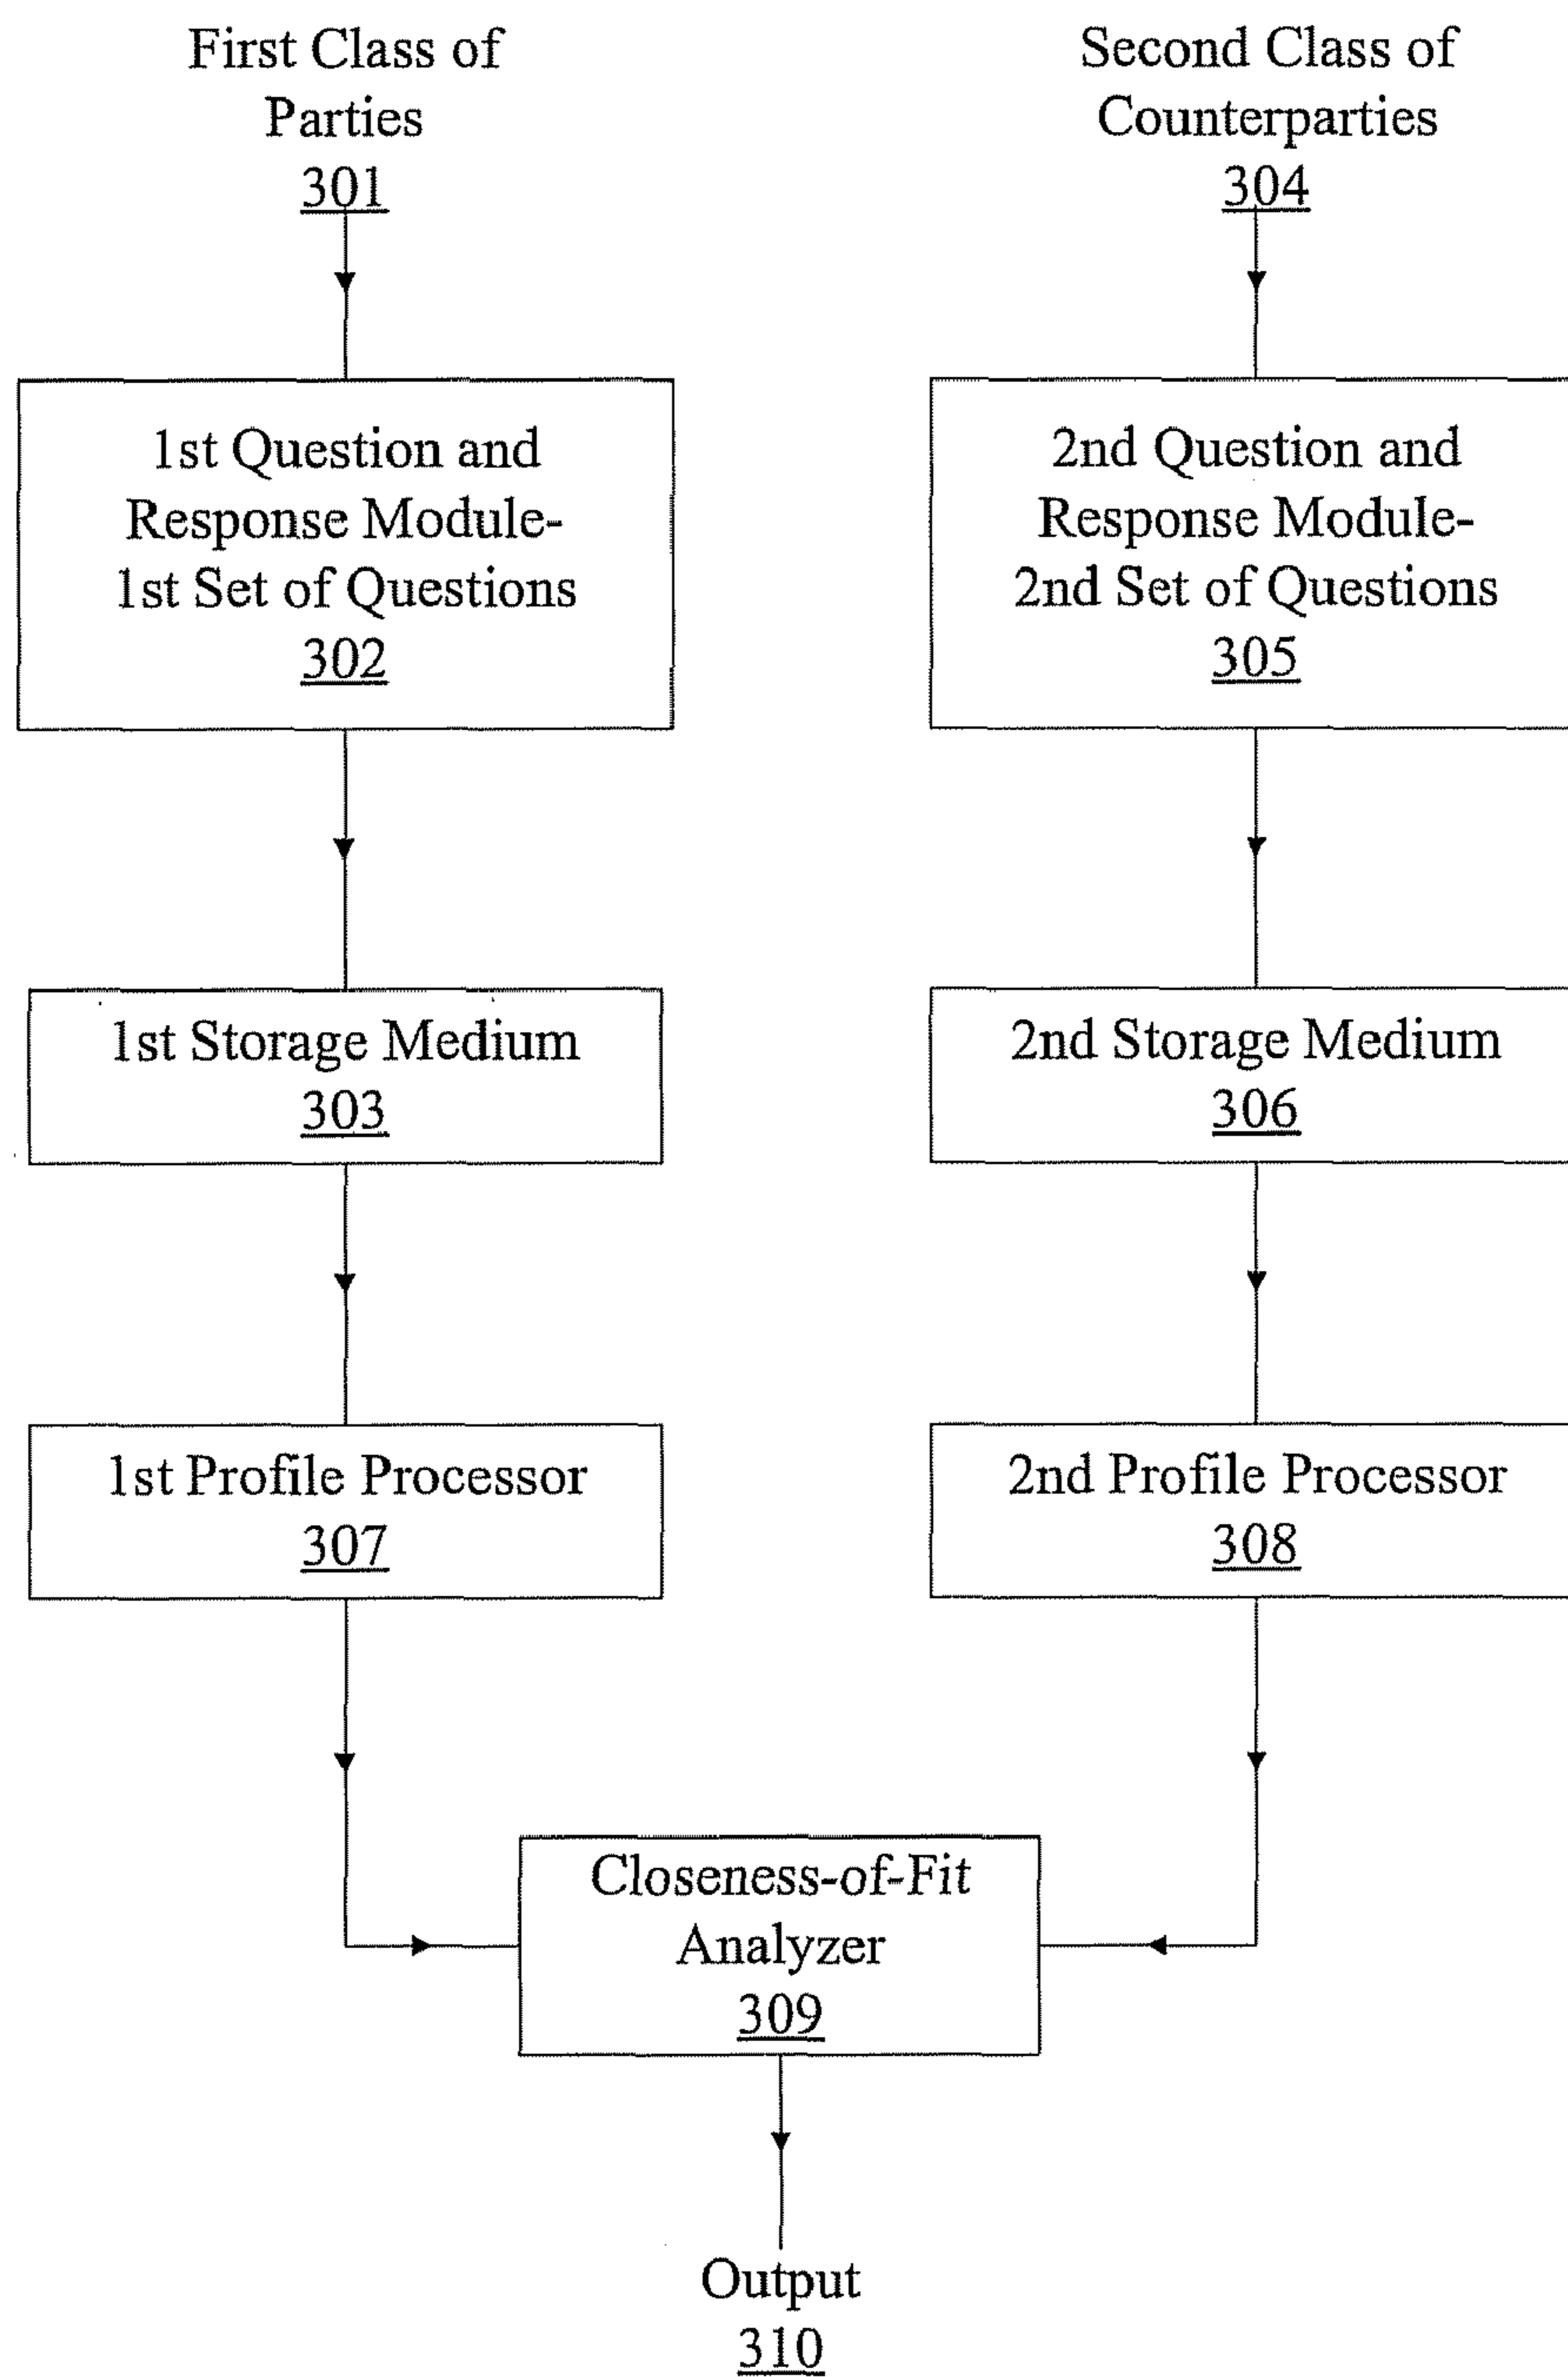 First Class of
Parties
301
Second Class of
Counterparties
304
1st Question and
Response Module-
1st Set of Questions
302
2nd Question and
Response Module-
2nd Set of Questions
305
1st Storage Medium
303
2nd Storage Medium
306
1st Profile Processor
307
2nd Profile Processor
308
Closeness-of-Fit
Analyzer
309
Output
310